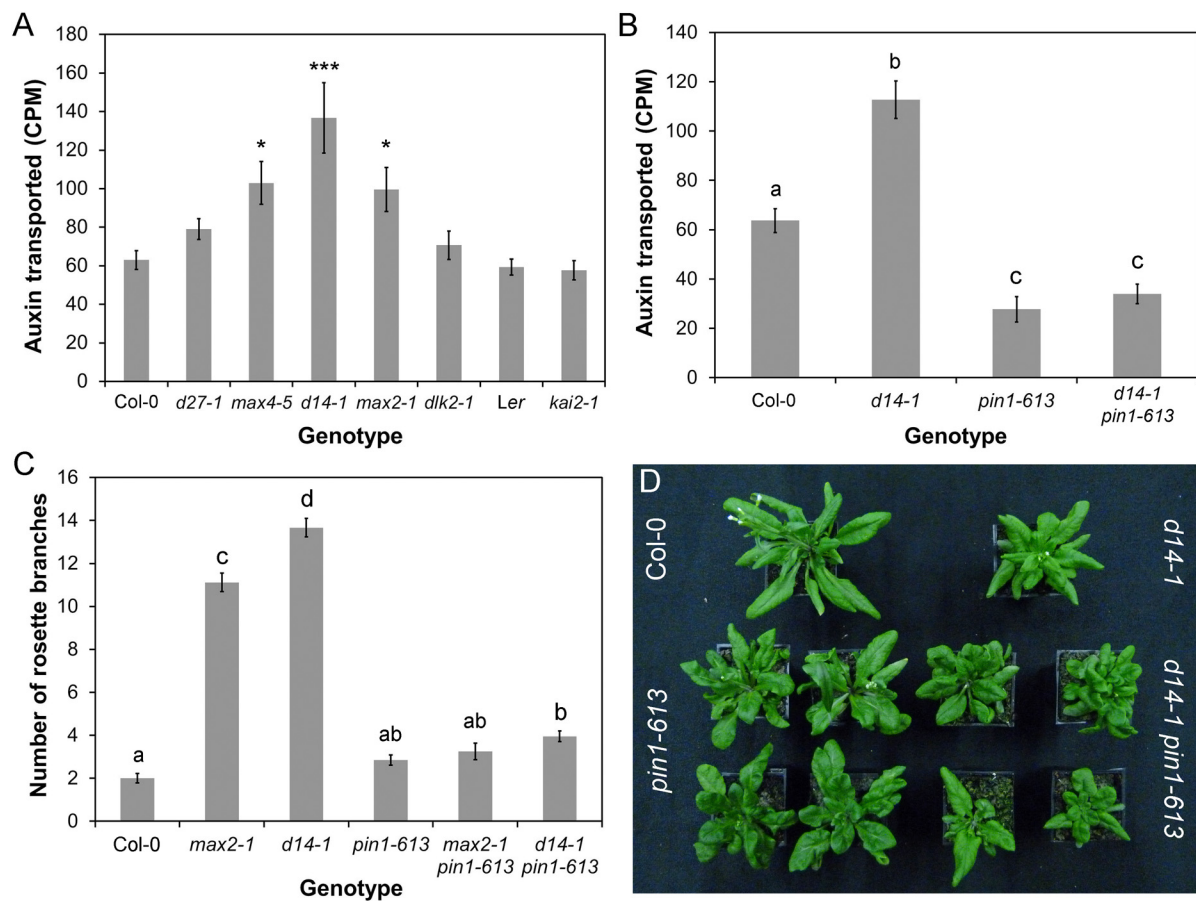 A
Auxin transported (CPM)
180
160
140
120
100
80
60
40
20
0
*
***
*
Col-0 d27-1 max4-5 d14-1 max2-1 dlk2-1 Ler kai2-1
Genotype
B
Auxin transported (CPM)
140
120
100
80
60
40
20
0
a
b
c
c
Col-0 d14-1 pin1-613 d14-1
pin1-613
Genotype
C
Number of rosette branches
16
14
12
10
8
6
4
2
0
a
c
d
ab
ab
b
Col-0 max2-1 d14-1 pin1-613 max2-1 d14-1
pin1-613 pin1-613
Genotype
D
Col-0
d14-1
pin1-613
d14-1 pin1-613